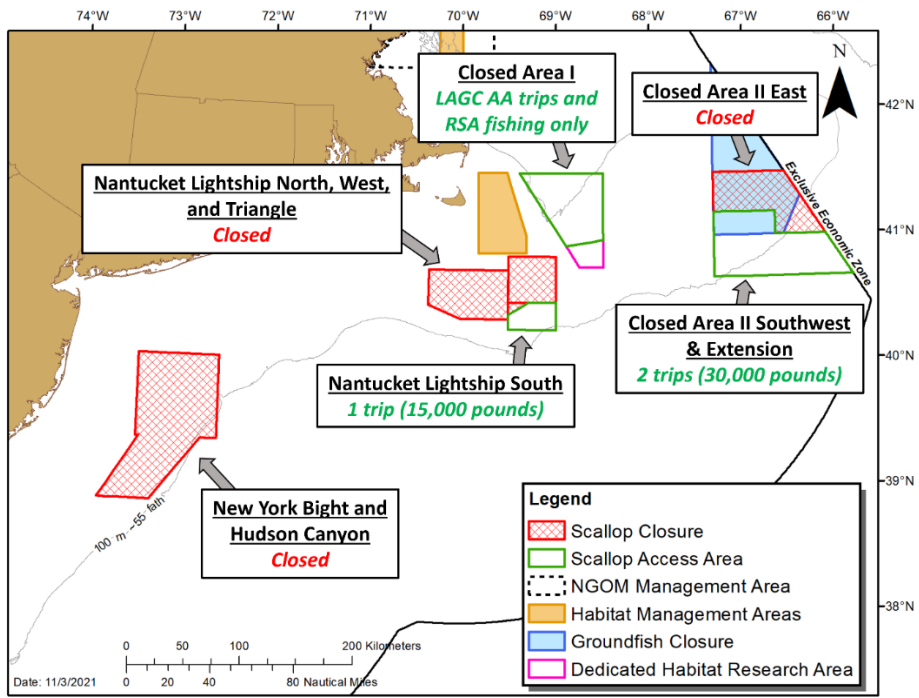 74°W 73°W 72°W 71°W 70°W 69°W 68°W 67°W 66°W
N
42°N
41°N
40°N
39°N
38°N
Closed Area I
LAGC AA trips and
RSA fishing only
Closed Area II East
Closed
Nantucket Lightship North, West,
and Triangle
Closed
Exclusive Economic Zone
Closed Area II Southwest
& Extension
2 trips (30,000 pounds)
Nantucket Lightship South
1 trip (15,000 pounds)
New York Bight and
Hudson Canyon
Closed
100 m - 55 fath
Legend
Scallop Closure
Scallop Access Area
NGOM Management Area
Habitat Management Areas
Groundfish Closure
Dedicated Habitat Research Area
0 50 100 200 Kilometers
0 20 40 80 Nautical Miles
Date: 11/3/2021